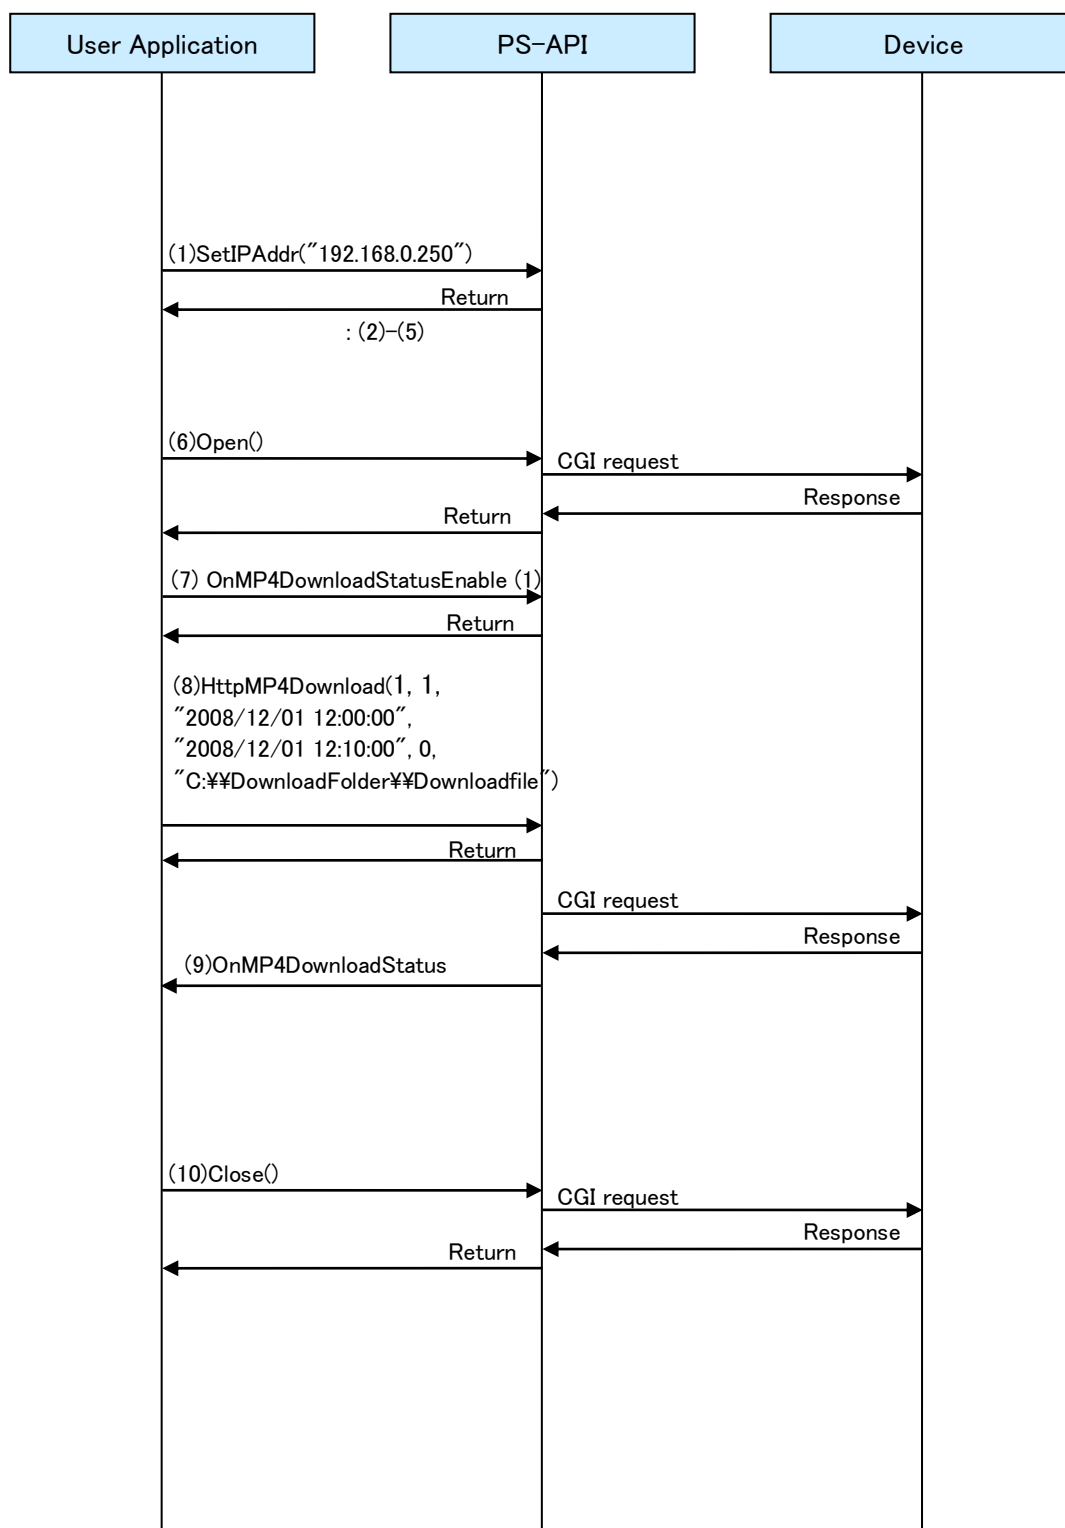 User Application
PS-API
Device
(1)SetIPAddr("192.168.0.250")
Return
: (2)-(5)
(6)Open()
CGI request
Response
Return
(7) OnMP4DownloadStatusEnable (1)
Return
(8)HttpMP4Download(1, 1,
"2008/12/01 12:00:00",
"2008/12/01 12:10:00", 0,
"C:¥¥DownloadFolder¥¥Downloadfile")
Return
CGI request
Response
(9)OnMP4DownloadStatus
(10)Close()
CGI request
Response
Return